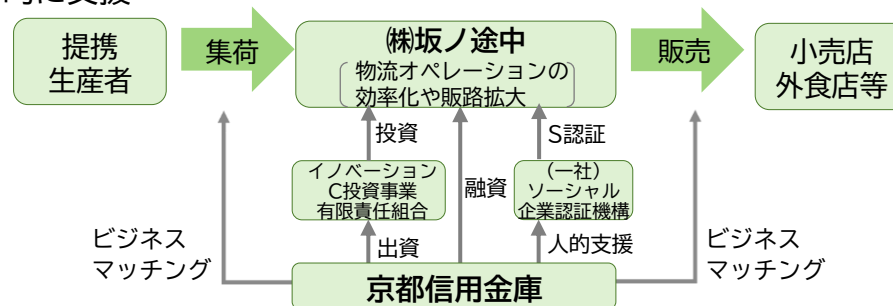 的に支援
提携
生産者
集荷
㈱坂ノ途中
物流オペレーションの
効率化や販路拡大
販売
小売店
外食店等
投資
融資
S認証
イノベーション
C投資事業
有限責任組合
（一社）
ソーシャル
企業認証機構
ビジネス
マッチング
出資
人的支援
ビジネス
マッチング
京都信用金庫